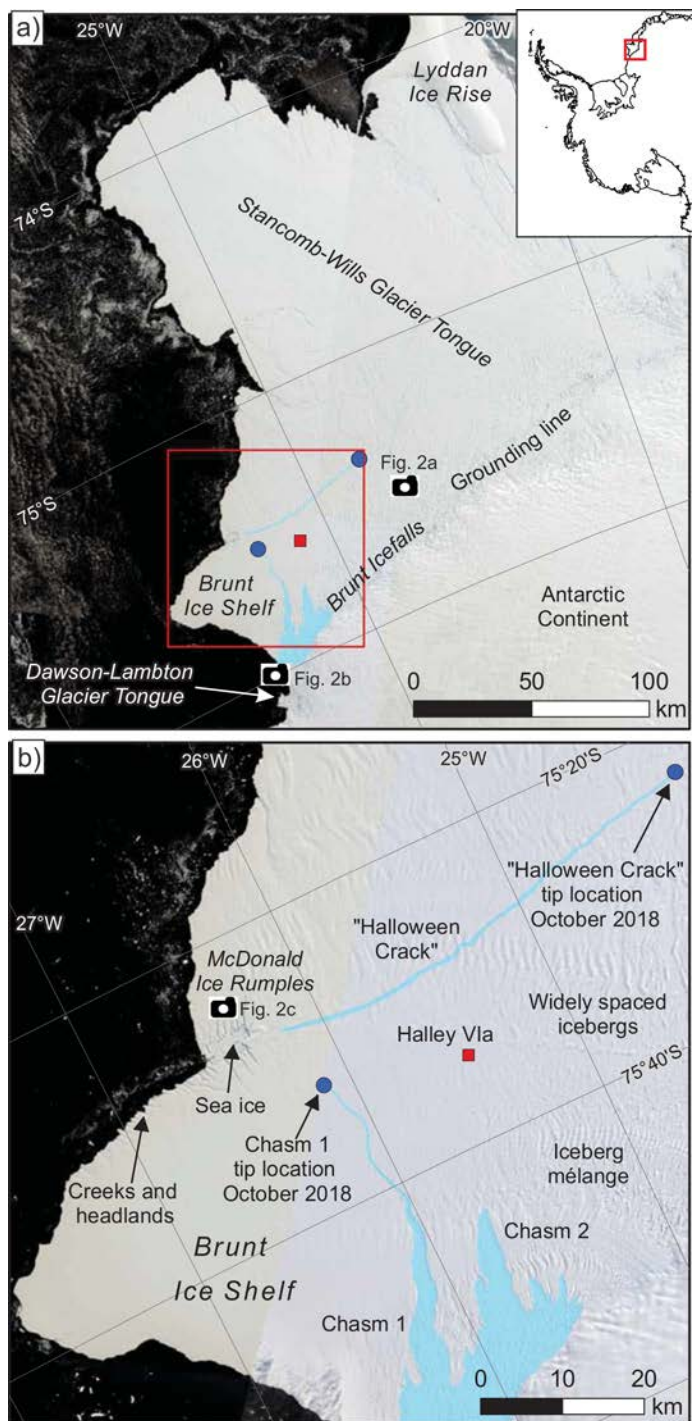 a)
25°W
20°W
Lyddan
Ice Rise
74°S
Stancomb-Wills Glacier
Tongue
75°S
Fig. 2a
Grounding line
Brunt
Ice Shelf
Brunt Icefalls
Antarctic
Continent
Dawson-Lambton
Glacier Tongue
Fig. 2b
0 50 100
km
b)
26°W
25°W
75°20'S
27°W
"Halloween Crack"
tip location
October 2018
"Halloween
Crack"
McDonald
Ice Rumples
Fig. 2c
Widely spaced
icebergs
Halley VIa
75°40'S
Sea ice
Chasm 1
tip location
October 2018
Iceberg
mélange
Creeks and
headlands
Brunt
Ice Shelf
Chasm 2
Chasm 1
0 10 20
km